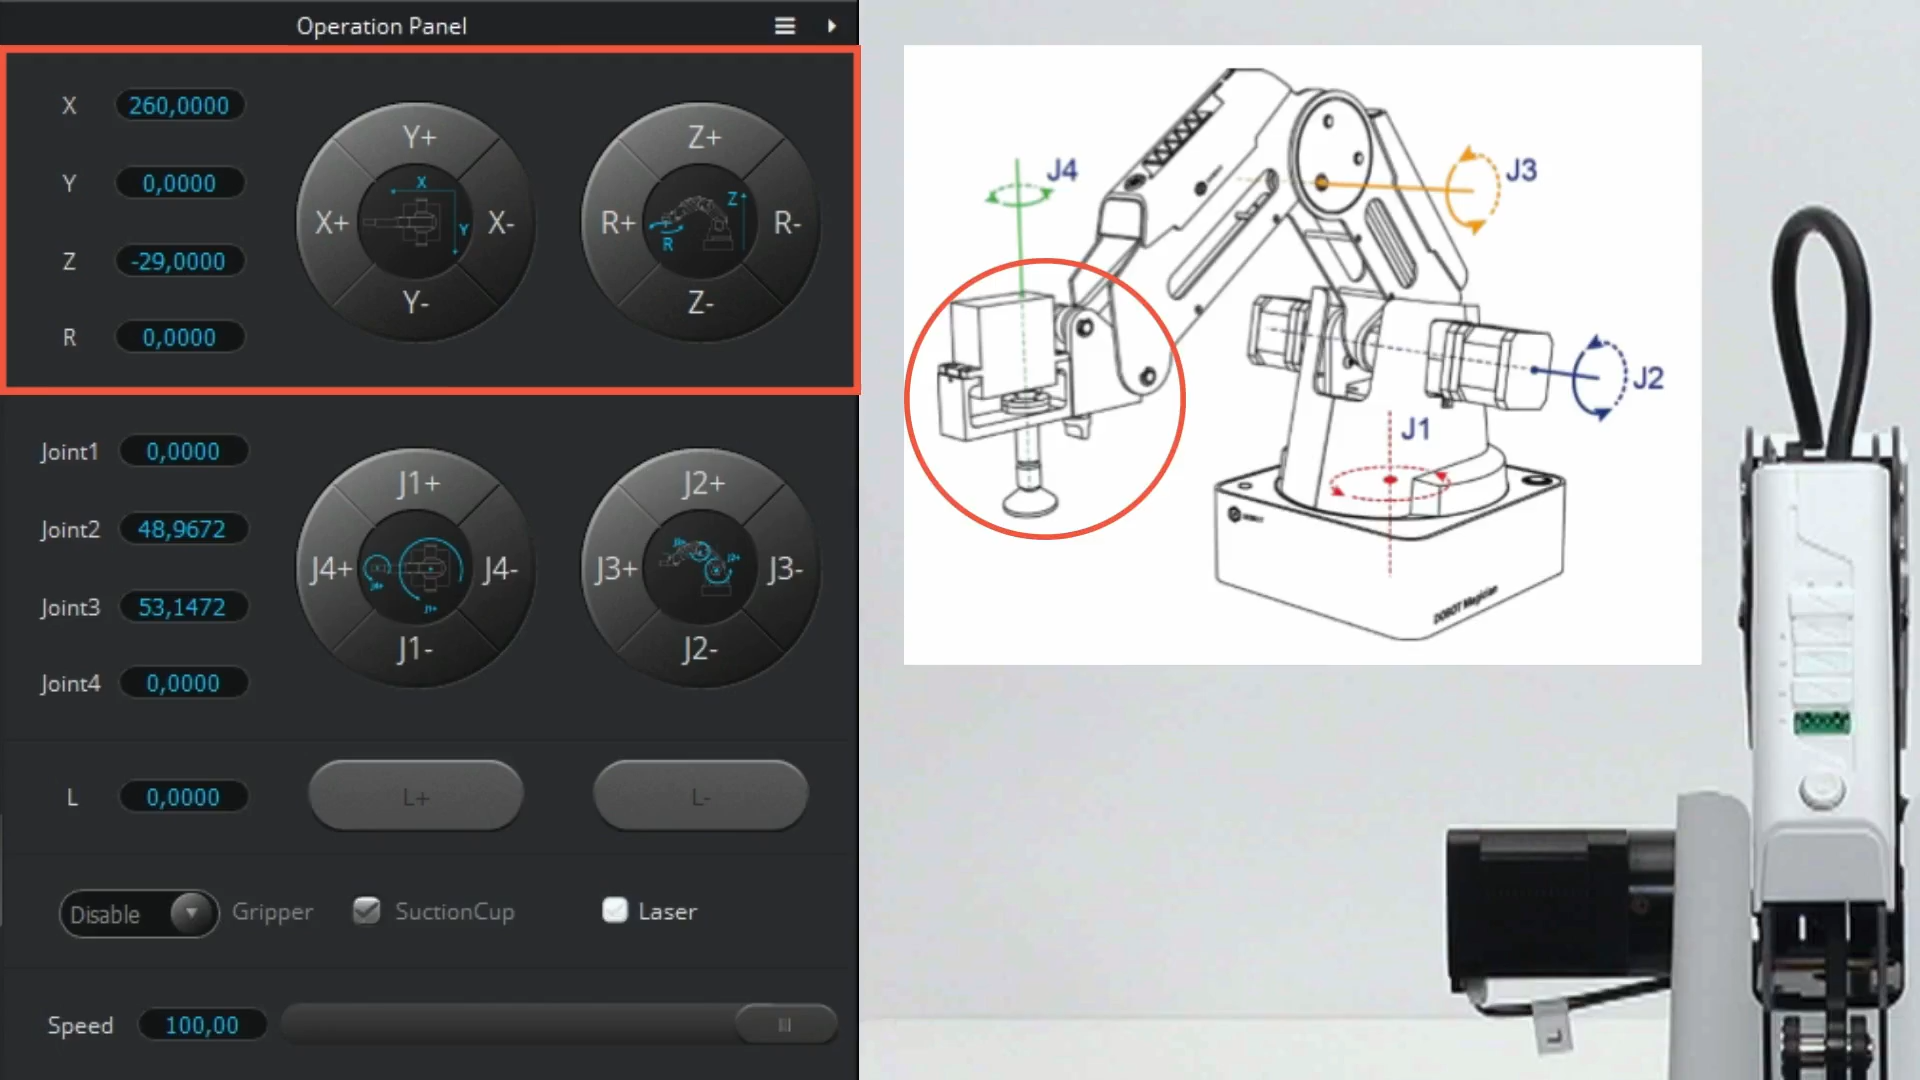 Operation Panel
X 260,0000
Y 0,0000
Z -29,0000
R 0,0000
Y+
X+ X-
Y-
X
Y
Z+
R+ R-
Z-
Z
R
Joint1 0,0000
Joint2 48,9672
Joint3 53,1472
Joint4 0,0000
J1+
J4+ J4-
J1-
J2+
J3+ J3-
J2-
L 0,0000
L+ L-
Disable Gripper SuctionCup Laser
Speed 100,00
J4
J3
J2
J1
DOBOT Magician